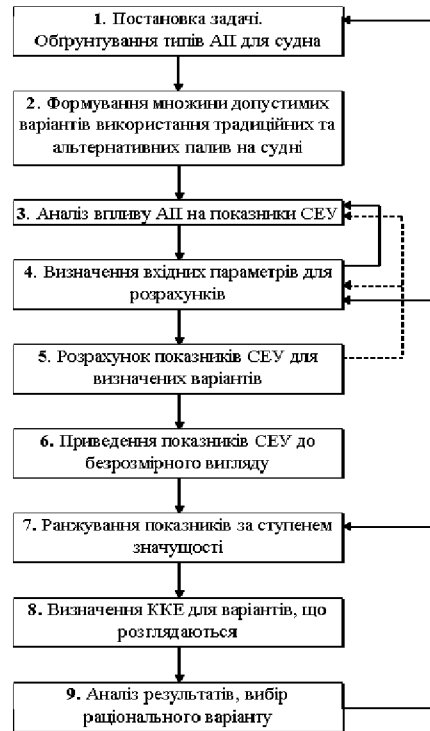 1. Постановка задачі.
Обґрунтування типів АП для судна
2. Формування множини допустимих
варіантів використання традиційних та
альтернативних палив на судні
3. Аналіз впливу АП на показники СЕУ
4. Визначення вхідних параметрів для
розрахунків
5. Розрахунок показників СЕУ для
визначених варіантів
6. Приведення показників СЕУ до
безрозмірного вигляду
7. Ранжування показників за ступенем
значущості
8. Визначення ККЕ для варіантів, що
розглядаються
9. Аналіз результатів, вибір
раціонального варіанту